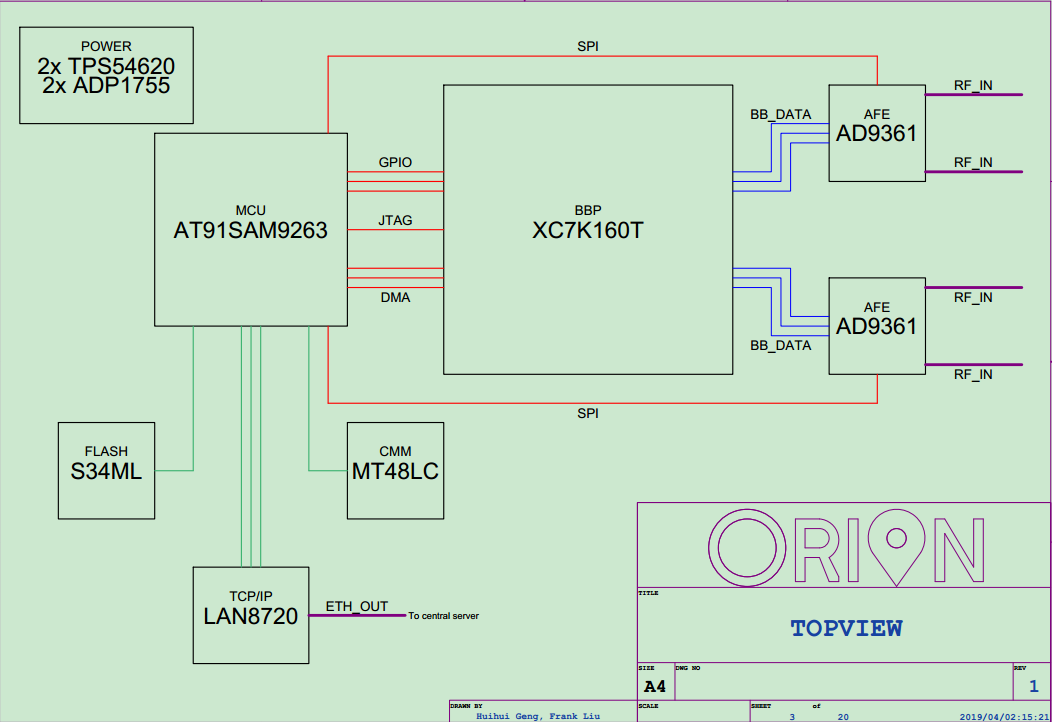 POWER
2x TPS54620
2x ADP1755
SPI
MCU
AT91SAM9263
GPIO
JTAG
DMA
BBP
XC7K160T
BB_DATA
AFE
AD9361
RF_IN
RF_IN
BB_DATA
AFE
AD9361
RF_IN
RF_IN
SPI
FLASH
S34ML
CMM
MT48LC
TCP/IP
LAN8720
ETH_OUT
To central server
ORION
TITLE
TOPVIEW
SIZE
A4
DWG NO
REV
1
DRAWN BY
Huihui Geng, Frank Liu
SCALE
SHEET
3
of
20
2019/04/02:15:21